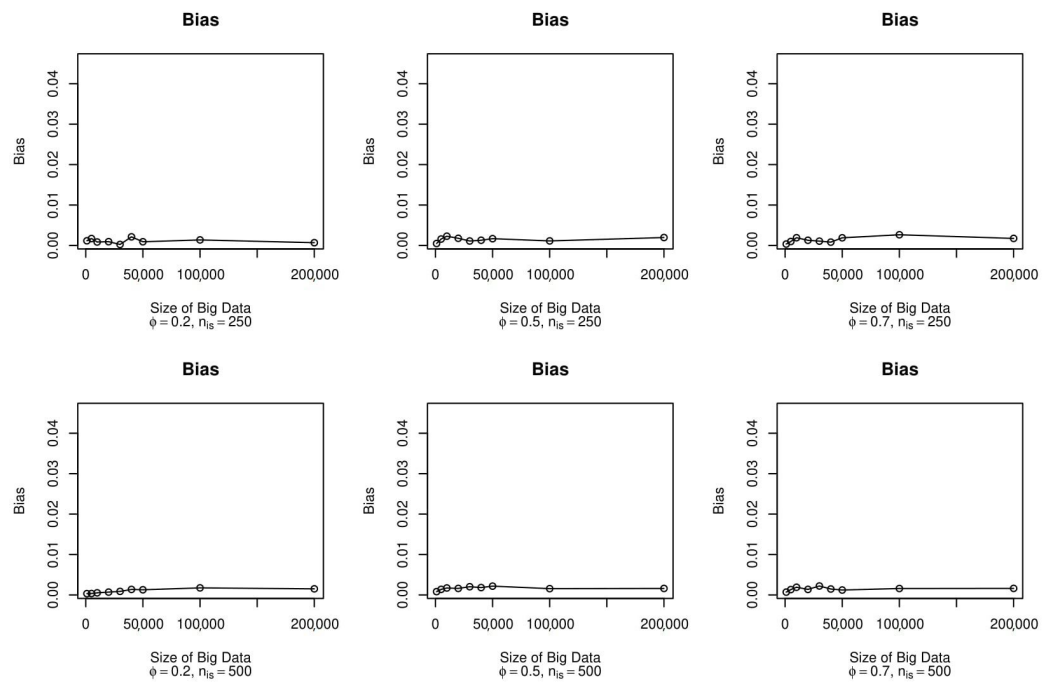 Bias
Bias
Bias
Bias
0.00 0.01 0.02 0.03 0.04
0 50,000 100,000 200,000
Size of Big Data
ϕ = 0.2, nis = 250
Bias
0.00 0.01 0.02 0.03 0.04
0 50,000 100,000 200,000
Size of Big Data
ϕ = 0.5, nis = 250
Bias
0.00 0.01 0.02 0.03 0.04
0 50,000 100,000 200,000
Size of Big Data
ϕ = 0.7, nis = 250
Bias
Bias
Bias
Bias
0.00 0.01 0.02 0.03 0.04
0 50,000 100,000 200,000
Size of Big Data
ϕ = 0.2, nis = 500
Bias
0.00 0.01 0.02 0.03 0.04
0 50,000 100,000 200,000
Size of Big Data
ϕ = 0.5, nis = 500
Bias
0.00 0.01 0.02 0.03 0.04
0 50,000 100,000 200,000
Size of Big Data
ϕ = 0.7, nis = 500